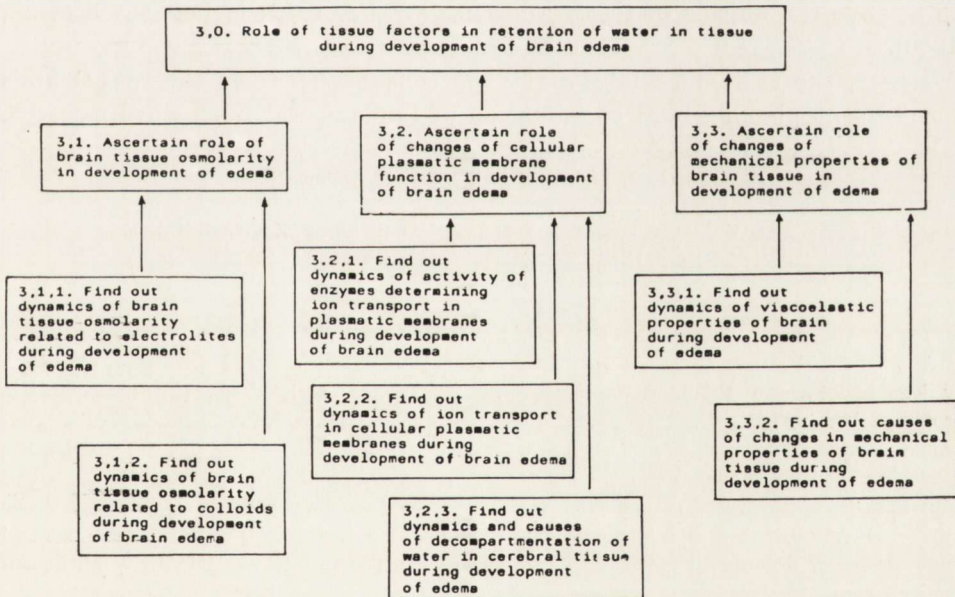 3,0. Role of tissue factors in retention of water in tissue
during development of brain edema
3,1. Ascertain role of
brain tissue osmolarity
in development of edema
3,2. Ascertain role
of changes of cellular
plasmatic membrane
function in development
of brain edema
3,3. Ascertain role
of changes of
mechanical properties of
brain tissue in
development of edema
3,1,1. Find out
dynamics of brain
tissue osmolarity
related to electrolites
during development
of edema
3.2,1. Find out
dynamics of activity of
enzymes determining
ion transport in
plasmatic membranes
during development
of brain edema
3,3,1. Find out
dynamics of viscoelastic
properties of brain
during development
of edema
3,2,2. Find out
dynamics of ion transport
in cellular plasmatic
membranes during
development of brain edema
3,3,2. Find out causes
of changes in mechanical
properties of brain
tissue during
development of edema
3,1,2. Find out
dynamics of brain
tissue osmolarity
related to colloids
during development
of brain edema
3,2,3. Find out
dynamics and causes
of decompartmentation of
water in cerebral tissue
during development
of edema